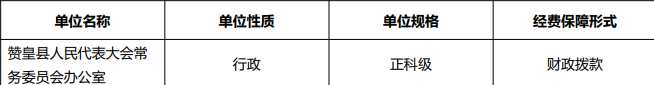 单位名称 单位性质 单位规格 经费保障形式
赞皇县人民代表大会常
务委员会办公室 行政 正科级 财政拨款